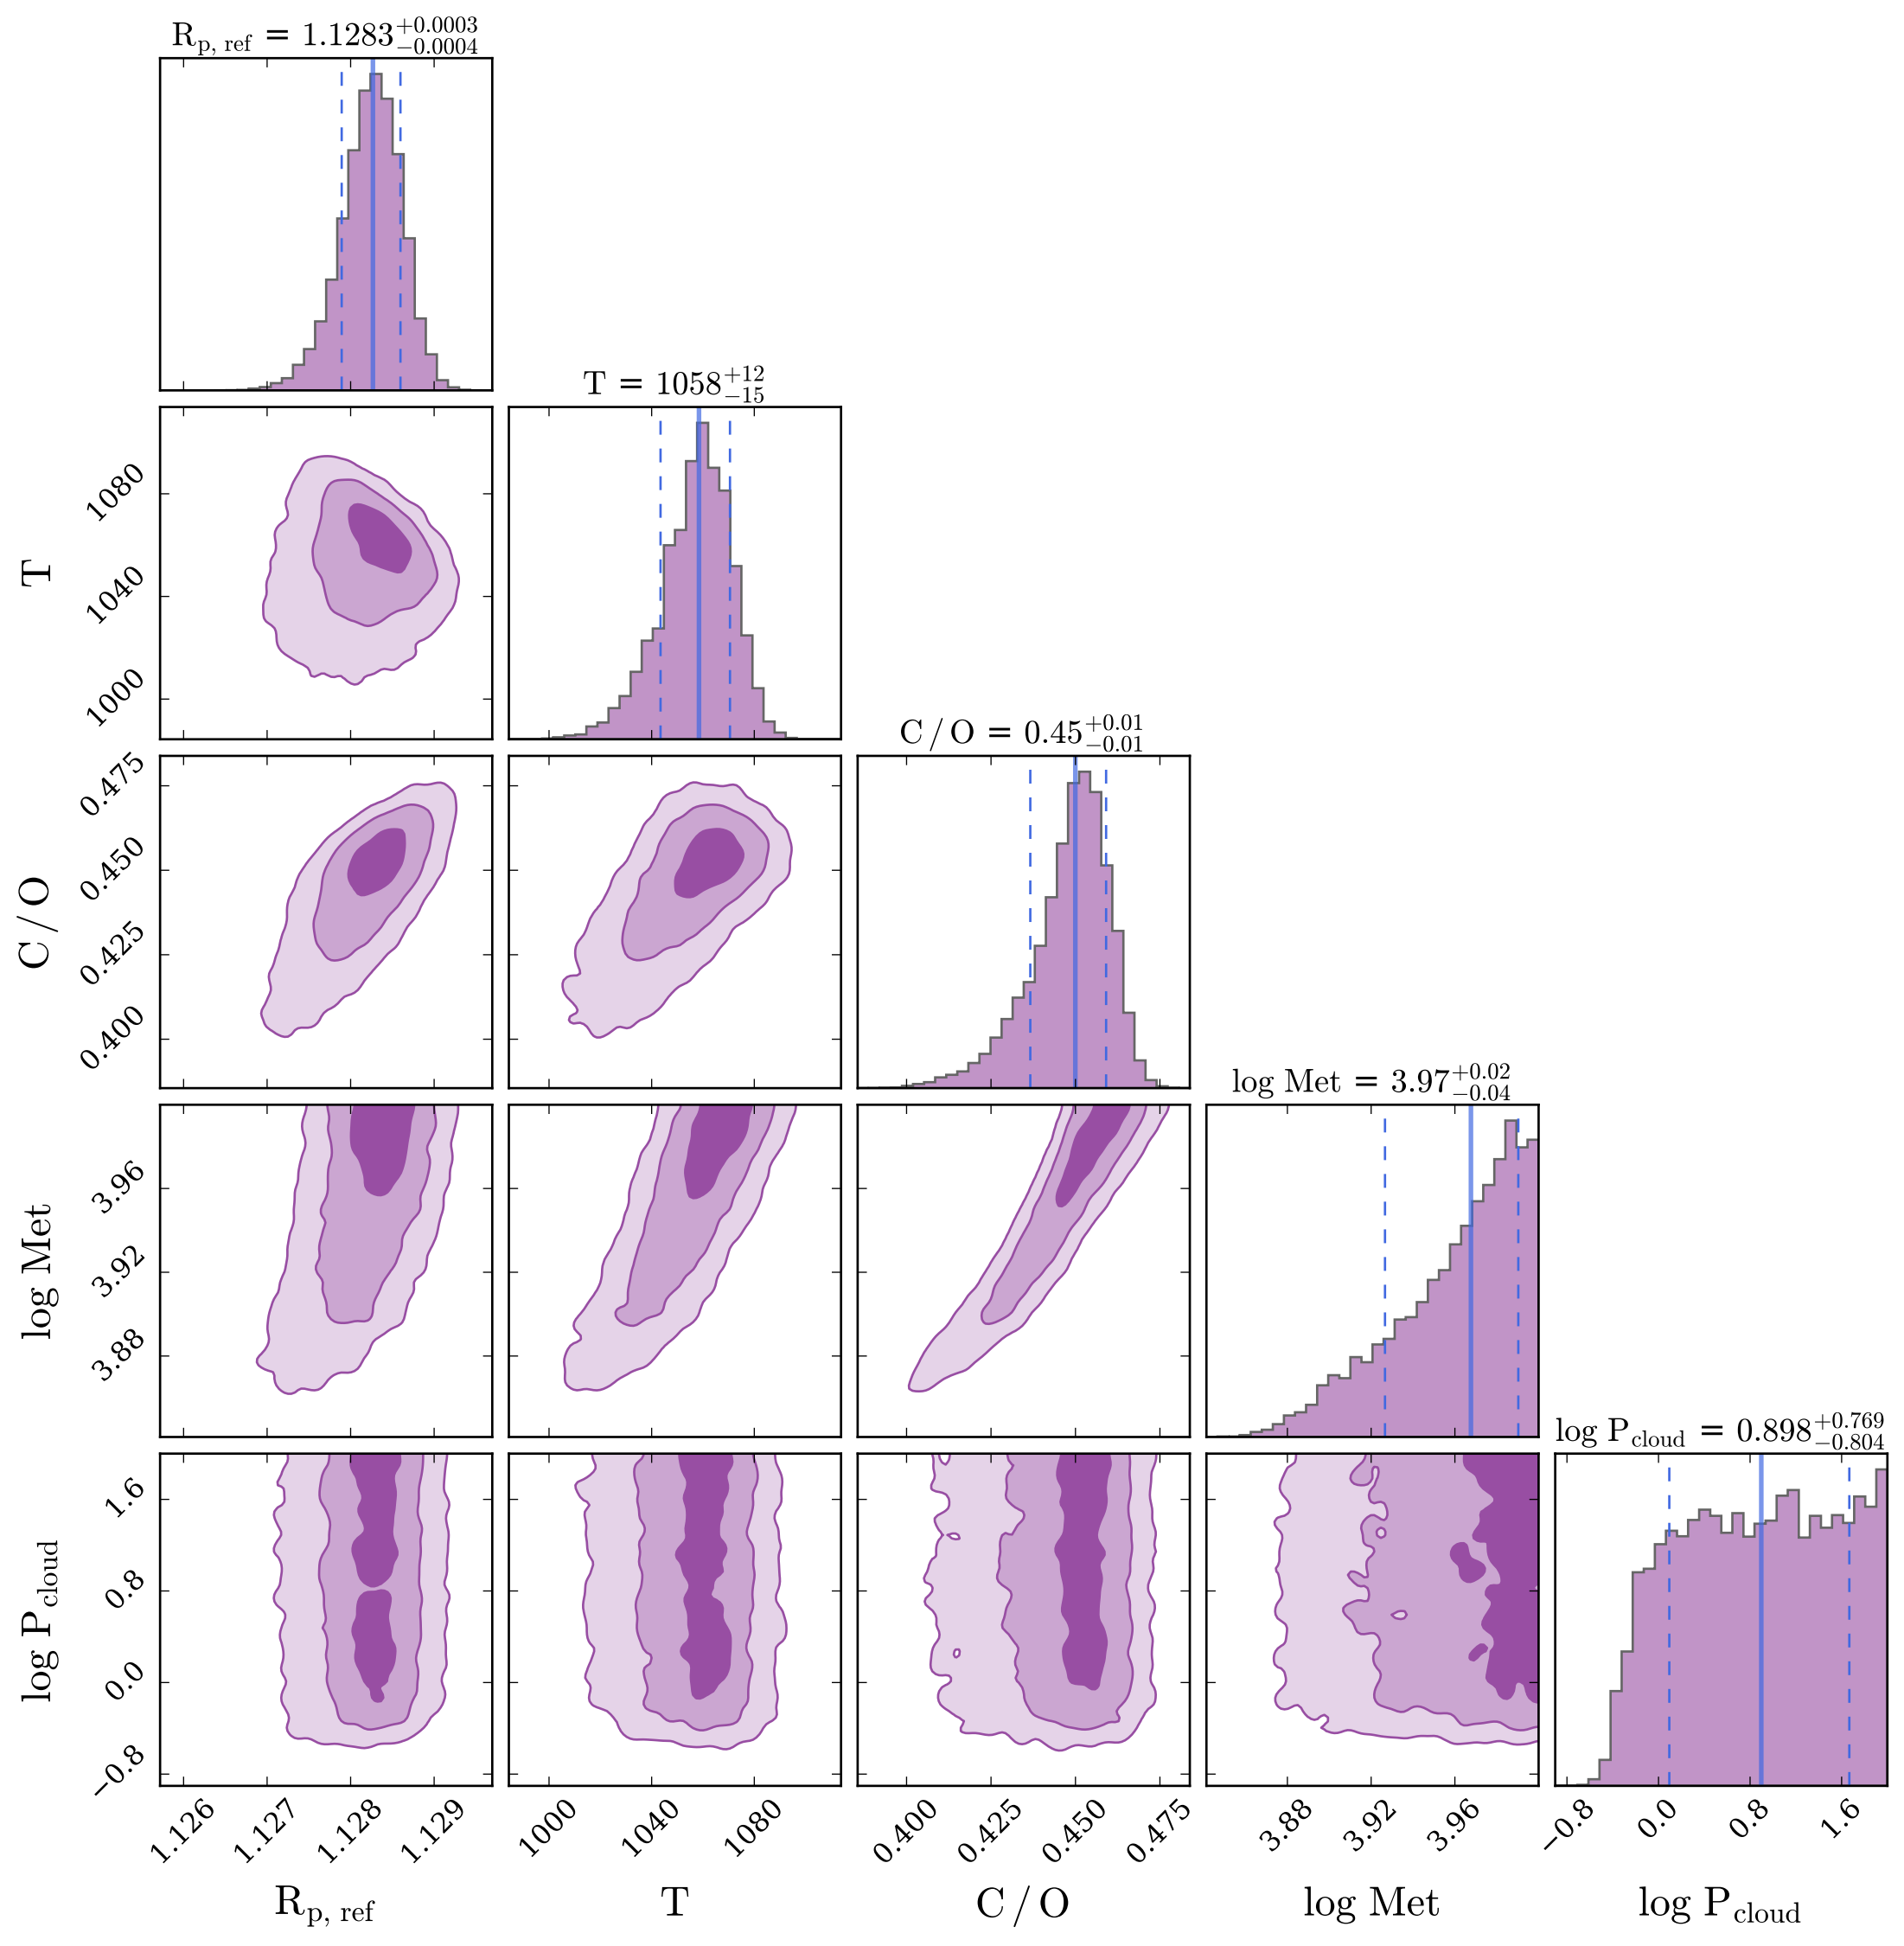 R_p, ref = 1.1283^{+0.0003}_{-0.0004}
T = 1058^{+12}_{-15}
1080
1040
1000
T
C / O = 0.45^{+0.01}_{-0.01}
0.475
0.450
0.425
0.400
C / O
log Met = 3.97^{+0.02}_{-0.04}
3.96
3.92
3.88
log Met
log P_cloud = 0.898^{+0.769}_{-0.804}
1.6
0.8
0.0
−0.8
log P_cloud
1.126 1.127 1.128 1.129 1000 1040 1080 0.400 0.425 0.450 0.475 3.88 3.92 3.96 −0.8 0.0 0.8 1.6
R_p, ref T C / O log Met log P_cloud